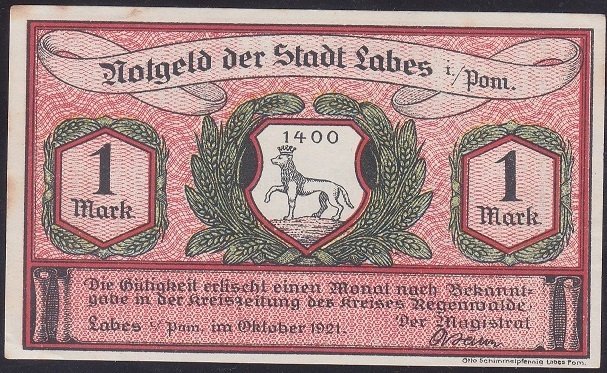 Notgeld der Stadt Labes i./Pom.
1400
1
Mark
1
Mark
Die Gültigkeit erlischt einen Monat nach Bekannt-
gabe in der Kreiszeitung des Kreises Regenwalde.
Labes i./Pom. im Oktober 1921.
Der Magistrat
Otto Schimmelpfennig Labes Pom.